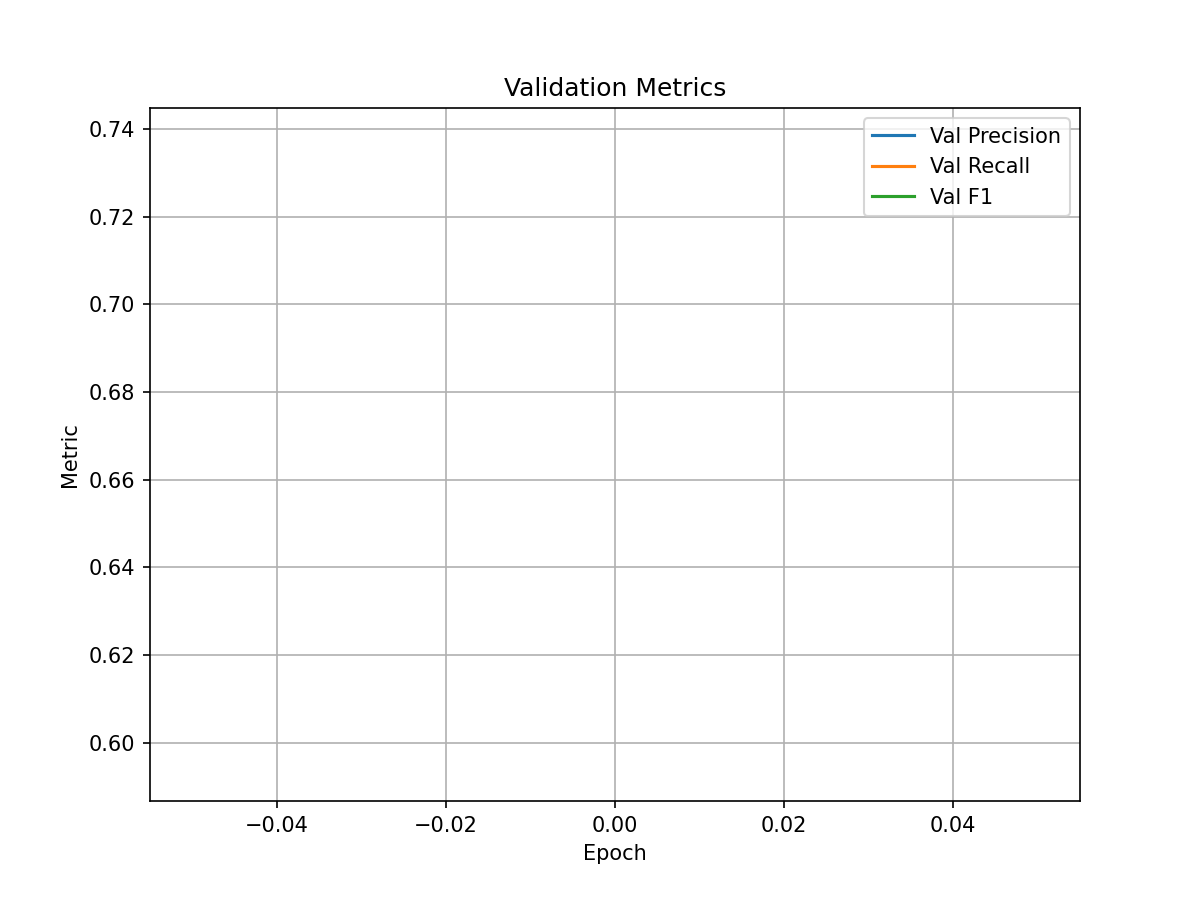 Validation Metrics
Val Precision
Val Recall
Val F1
0.74
0.72
0.70
0.68
0.66
0.64
0.62
0.60
Metric
−0.04
−0.02
0.00
0.02
0.04
Epoch